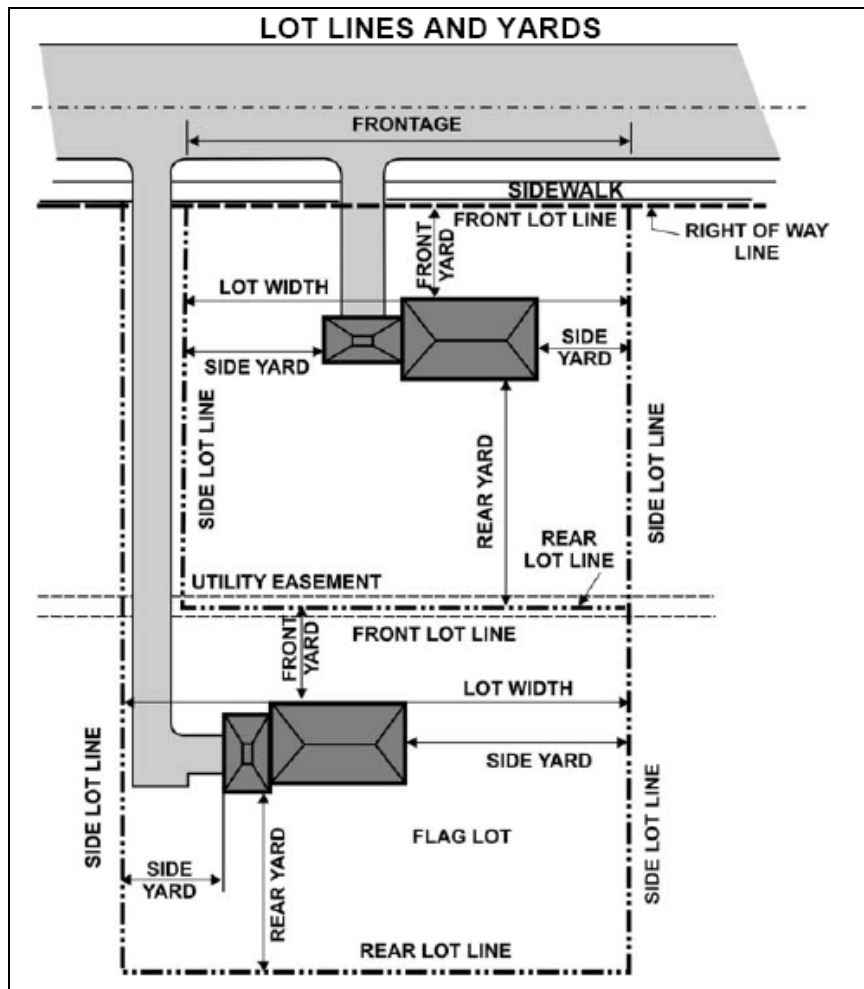 LOT LINES AND YARDS
FRONTAGE
SIDEWALK
FRONT LOT LINE
RIGHT OF WAY
LINE
FRONT
YARD
LOT WIDTH
SIDE YARD
SIDE
YARD
SIDE LOT LINE
REAR YARD
SIDE LOT LINE
REAR
LOT LINE
UTILITY EASEMENT
FRONT LOT LINE
FRONT
YARD
LOT WIDTH
SIDE YARD
SIDE LOT LINE
SIDE LOT LINE
FLAG LOT
SIDE
YARD
REAR YARD
REAR LOT LINE